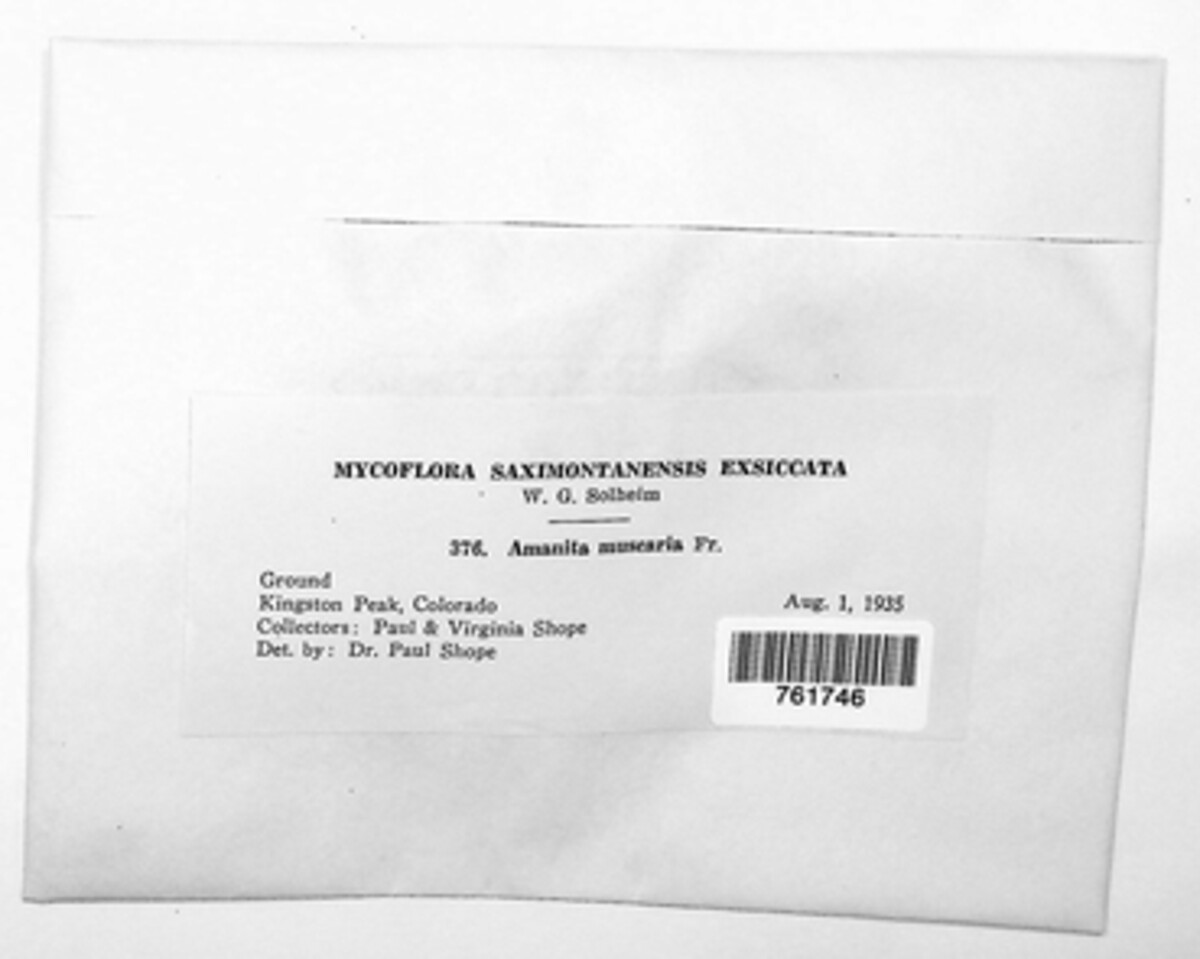 MYCOFLORA SAXIMONTANENSIS EXSICCATA
W. G. Solheim
376. Amanita muscaria Fr.
Ground
Kingston Peak, Colorado
Aug. 1, 1935
Collectors: Paul & Virginia Shope
Det. by: Dr. Paul Shope
761746